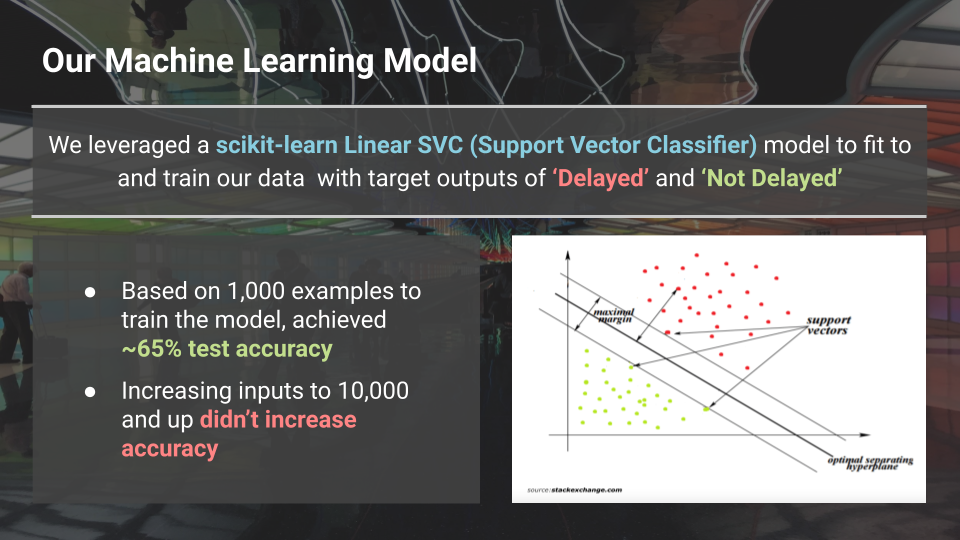 Our Machine Learning Model
We leveraged a scikit-learn Linear SVC (Support Vector Classifier) model to fit to
and train our data with target outputs of ‘Delayed’ and ‘Not Delayed’
● Based on 1,000 examples to
train the model, achieved
~65% test accuracy
● Increasing inputs to 10,000
and up didn’t increase
accuracy
maximal
margin
support
vectors
optimal separating
hyperplane
source:stackexchange.com